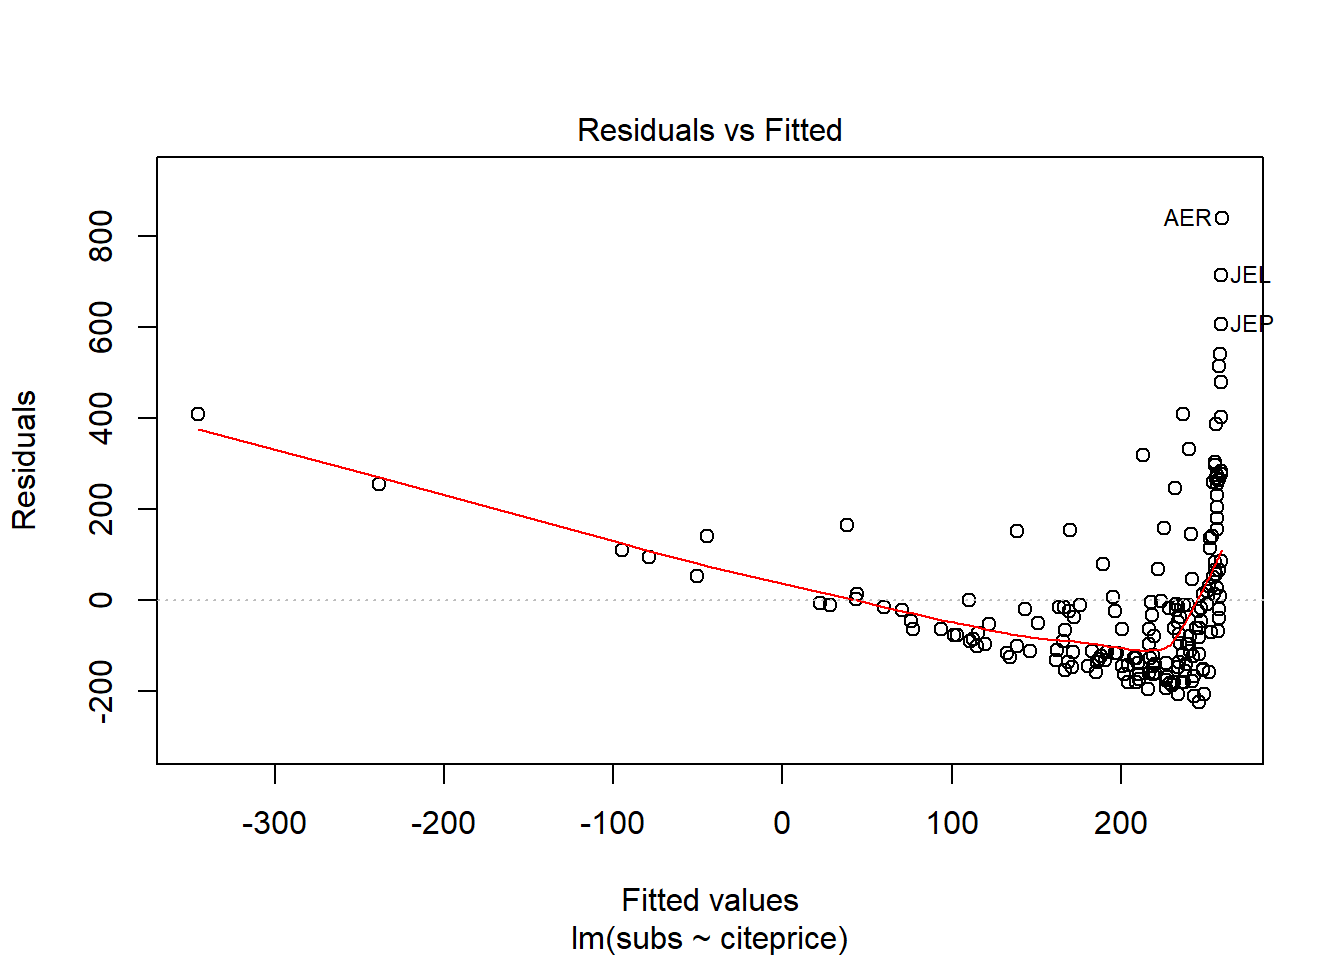 Residuals vs Fitted
AER
JEL
JEP
Residuals
800
600
400
200
0
-200
-300
-200
-100
0
100
200
Fitted values
lm(subs ~ citeprice)